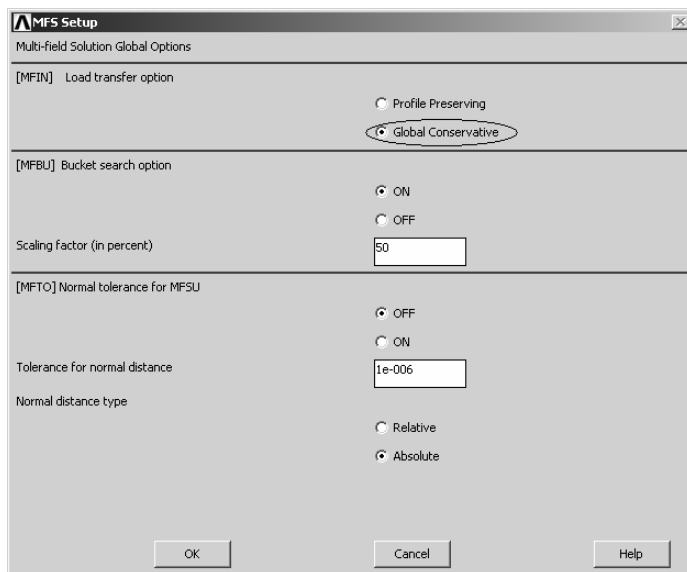 MFS Setup
Multi-field Solution Global Options
[MFIN] Load transfer option
Profile Preserving
Global Conservative
[MFBU] Bucket search option
ON
OFF
Scaling factor (in percent)
50
[MFTO] Normal tolerance for MFSU
OFF
ON
Tolerance for normal distance
1e-006
Normal distance type
Relative
Absolute
OK Cancel Help